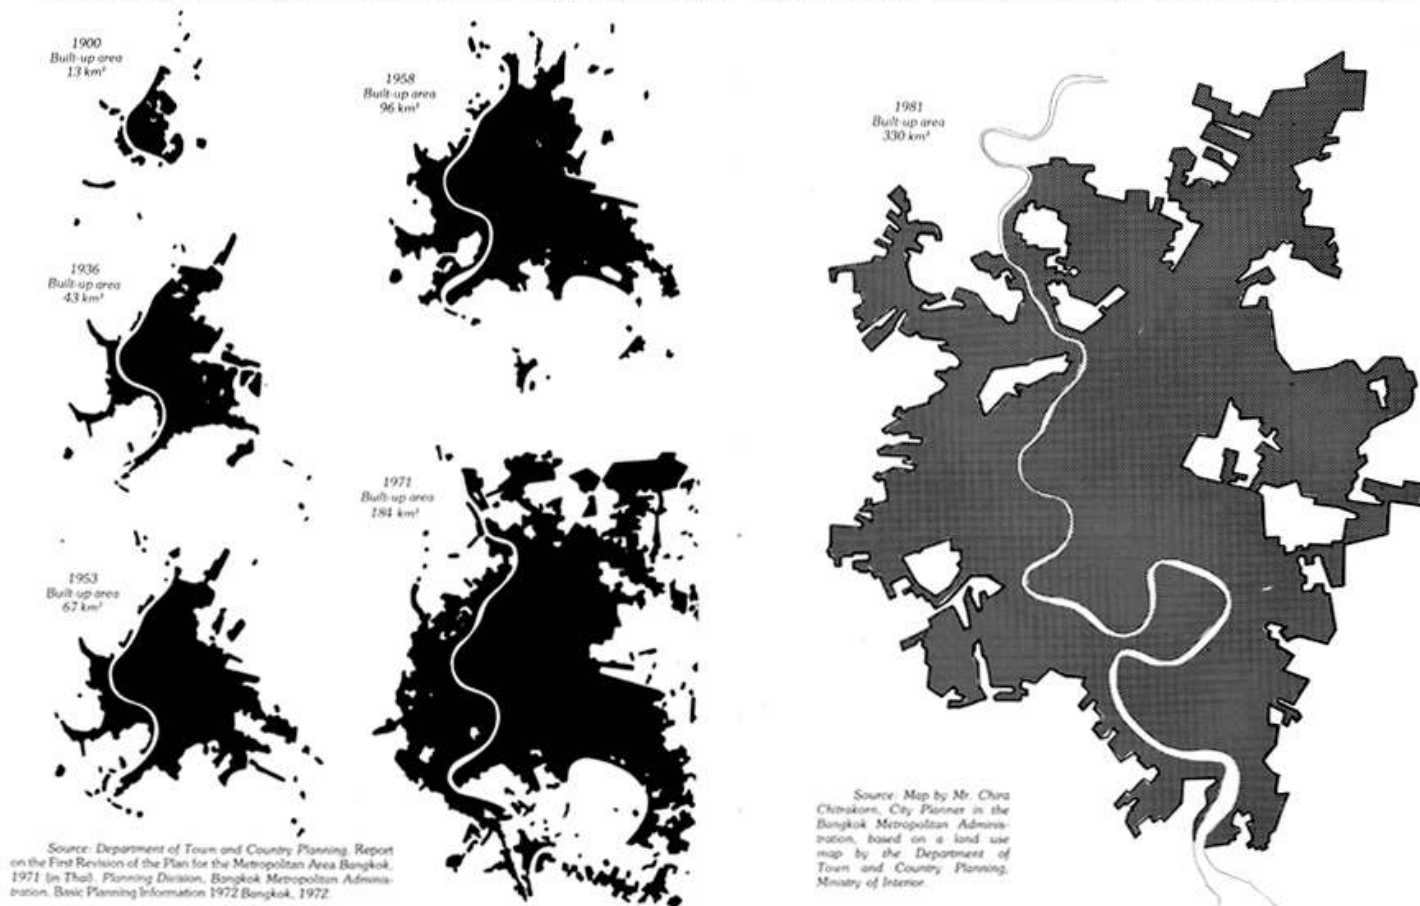 1900
Built-up area
13 km²
1958
Built-up area
96 km²
1981
Built-up area
330 km²
1936
Built-up area
43 km²
1971
Built-up area
184 km²
1953
Built-up area
67 km²
Source: Department of Town and Country Planning. Report
on the First Revision of the Plan for the Metropolitan Area Bangkok,
1971 (in Thai). Planning Division, Bangkok Metropolitan Adminis-
tration, Basic Planning Information 1972 Bangkok, 1972.
Source: Map by Mr. Chira
Chitrakorn, City Planner in the
Bangkok Metropolitan Adminis-
tration, based on a land use
map by the Department of
Town and Country Planning,
Ministry of Interior.